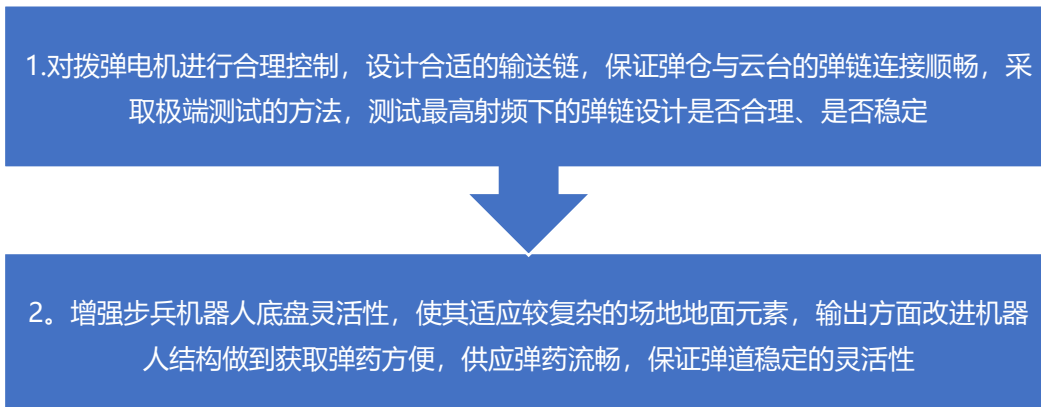 1.对拨弹电机进行合理控制，设计合适的输送链，保证弹仓与云台的弹链连接顺畅，采
取极端测试的方法，测试最高射频下的弹链设计是否合理、是否稳定
2。增强步兵机器人底盘灵活性，使其适应较复杂的场地地面元素，输出方面改进机器
人结构做到获取弹药方便，供应弹药流畅，保证弹道稳定的灵活性